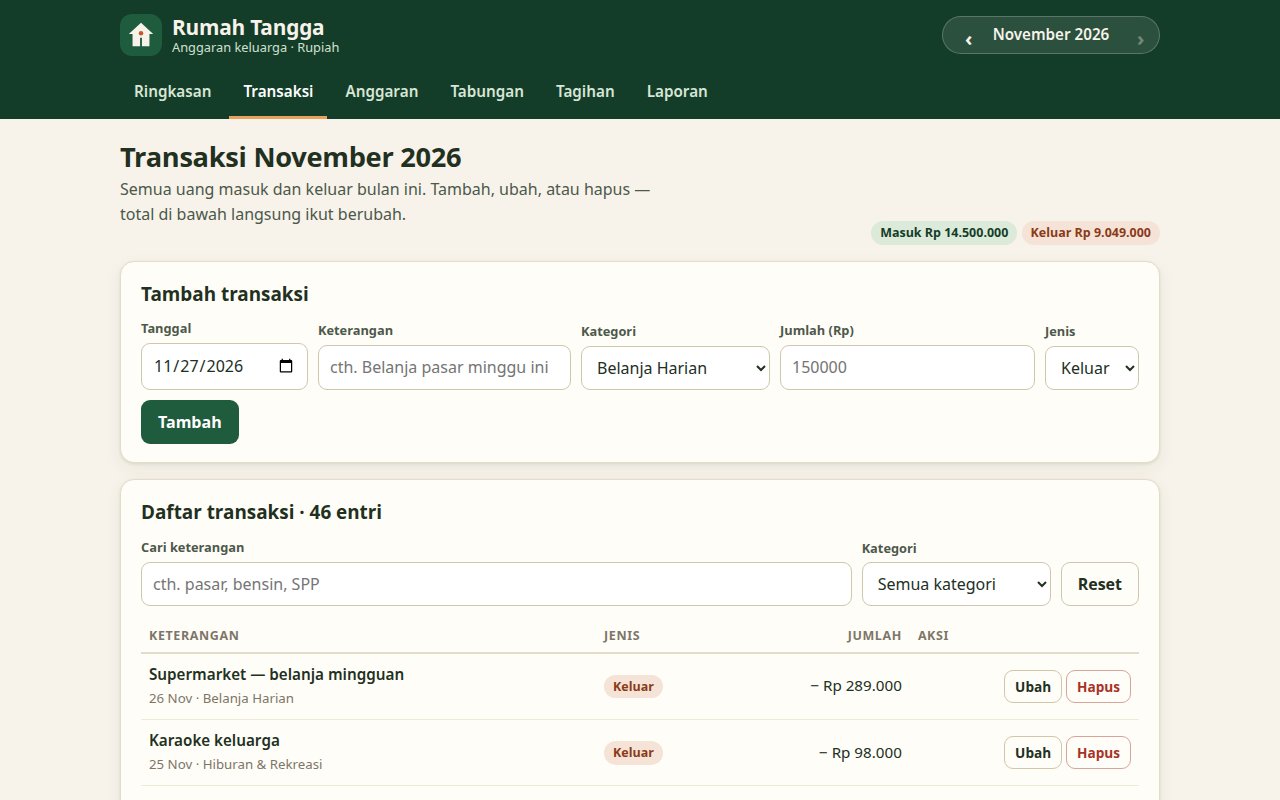 Rumah Tangga
Anggaran keluarga · Rupiah
‹ November 2026 ›
Ringkasan Transaksi Anggaran Tabungan Tagihan Laporan
Transaksi November 2026
Semua uang masuk dan keluar bulan ini. Tambah, ubah, atau hapus —
total di bawah langsung ikut berubah.
Masuk Rp 14.500.000 Keluar Rp 9.049.000
Tambah transaksi
Tanggal Keterangan Kategori Jumlah (Rp) Jenis
11/27/2026 cth. Belanja pasar minggu ini Belanja Harian 150000 Keluar
Tambah
Daftar transaksi · 46 entri
Cari keterangan Kategori
cth. pasar, bensin, SPP Semua kategori Reset
KETERANGAN JENIS JUMLAH AKSI
Supermarket — belanja mingguan
26 Nov · Belanja Harian
Keluar − Rp 289.000 Ubah Hapus
Karaoke keluarga
25 Nov · Hiburan & Rekreasi
Keluar − Rp 98.000 Ubah Hapus